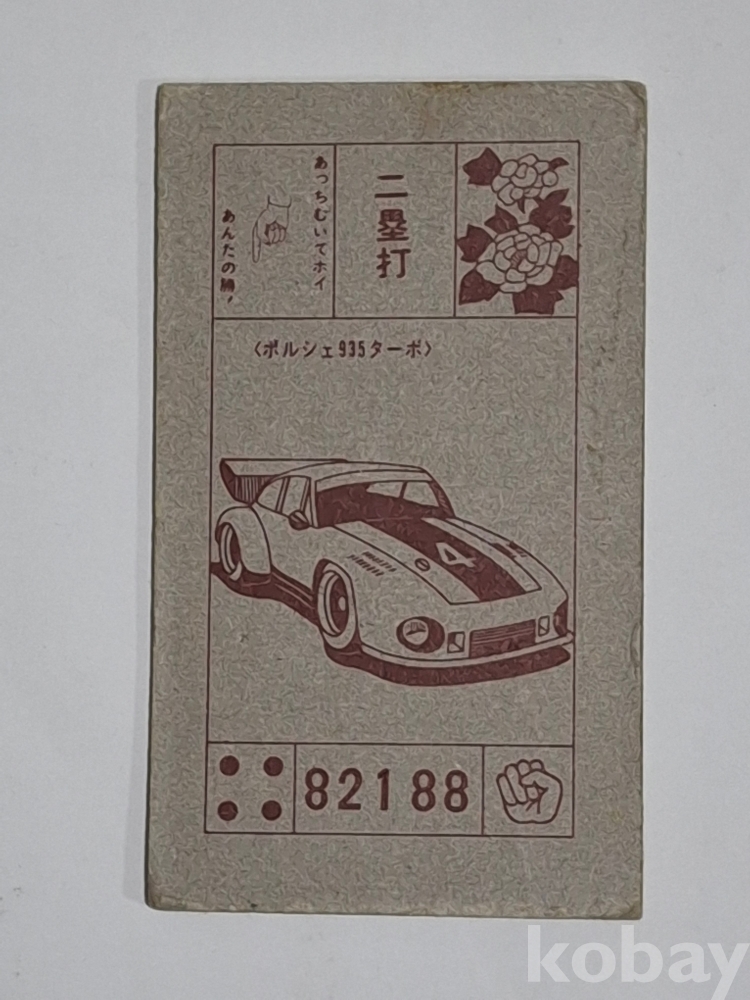 あっちむいてホイ
あんたの勝!
二塁打
〈ポルシェ935ターボ〉
4
82188
kobay